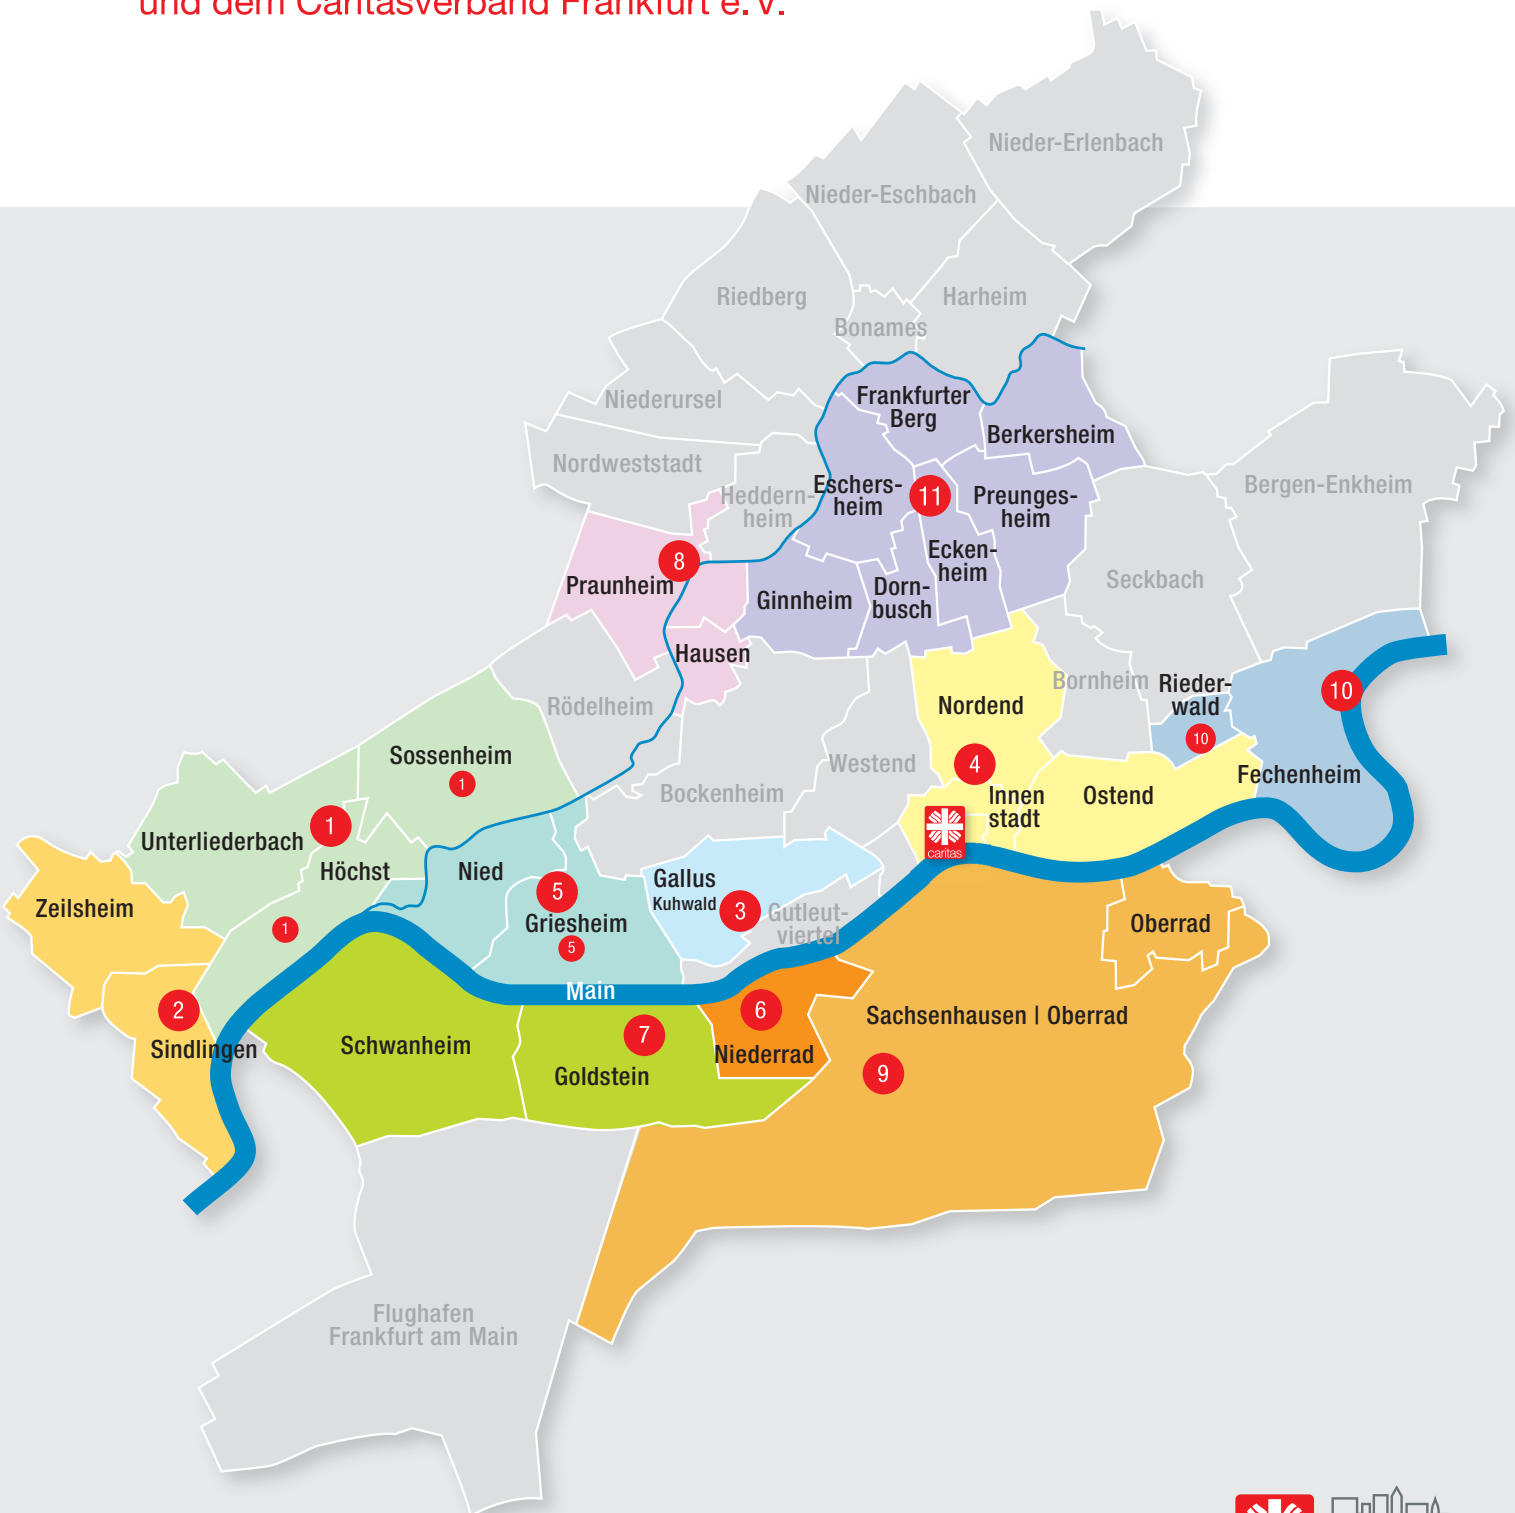 und dem Caritasverband Frankfurt e. V.
Nieder-Erlenbach
Nieder-Eschbach
Riedberg
Harheim
Bonames
Niederursel
Frankfurter
Berg
Berkersheim
Nordweststadt
Heddern-
heim
Eschers-
heim
11
Preunges-
heim
Bergen-Enkheim
8
Praunheim
Ecken-
heim
Ginnheim
Dorn-
busch
Seckbach
Hausen
Bornheim
Rieder-
wald
10
10
Rödelheim
Nordend
Sossenheim
1
Westend
4
Bockenheim
Innen
stadt
Ostend
Fechenheim
caritas
Unterliederbach
1
Höchst
1
Nied
5
Griesheim
5
Gallus
Kuhwald
3
Gutleut-
viertel
Zeilsheim
Oberrad
Main
2
Sindlingen
6
Niederrad
Sachsenhausen | Oberrad
9
Schwanheim
7
Goldstein
Flughafen
Frankfurt am Main